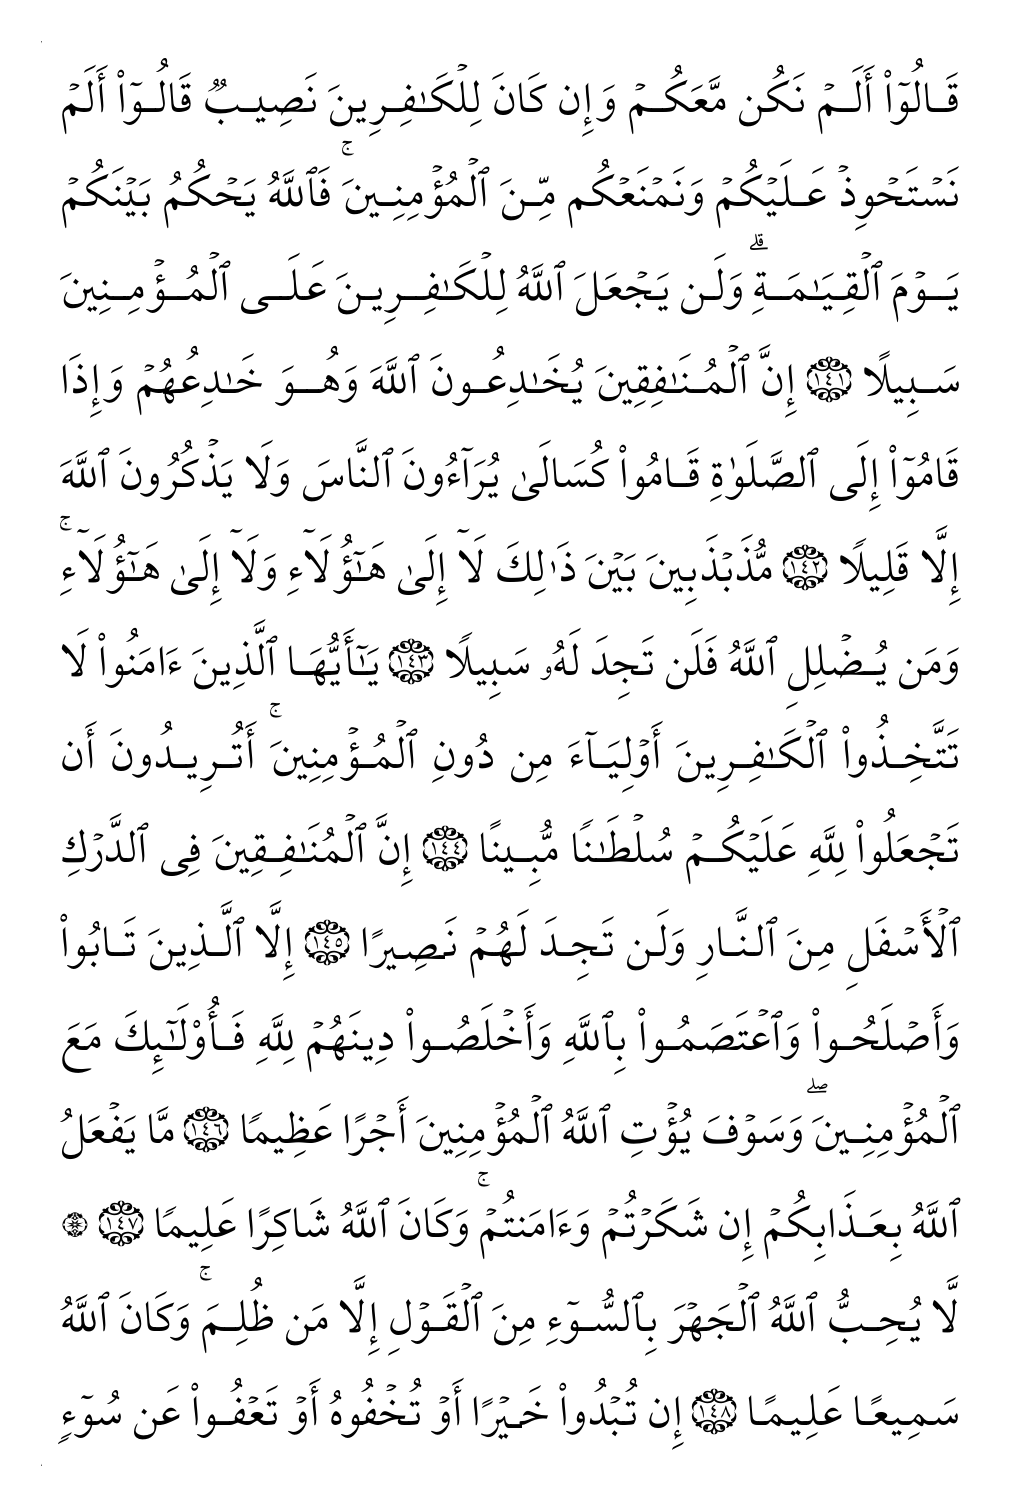 قَالُوٓا۟ أَلَمۡ نَكُن مَّعَكُمۡ وَإِن كَانَ لِلۡكَـٰفِرِينَ نَصِيبٌ قَالُوٓا۟ أَلَمۡ
نَسۡتَحۡوِذۡ عَلَيۡكُمۡ وَنَمۡنَعۡكُم مِّنَ ٱلۡمُؤۡمِنِينَۚ فَٱللَّهُ يَحۡكُمُ بَيۡنَكُمۡ
يَوۡمَ ٱلۡقِيَـٰمَةِۗ وَلَن يَجۡعَلَ ٱللَّهُ لِلۡكَـٰفِرِينَ عَلَى ٱلۡمُؤۡمِنِينَ
سَبِيلًا ١٤١ إِنَّ ٱلۡمُنَـٰفِقِينَ يُخَـٰدِعُونَ ٱللَّهَ وَهُوَ خَـٰدِعُهُمۡ وَإِذَا
قَامُوٓا۟ إِلَى ٱلصَّلَوٰةِ قَامُوا۟ كُسَالَىٰ يُرَآءُونَ ٱلنَّاسَ وَلَا يَذۡكُرُونَ ٱللَّهَ
إِلَّا قَلِيلًا ١٤٢ مُّذَبۡذَبِينَ بَيۡنَ ذَٰلِكَ لَآ إِلَىٰ هَـٰٓؤُلَآءِ وَلَآ إِلَىٰ هَـٰٓؤُلَآءِۚ
وَمَن يُضۡلِلِ ٱللَّهُ فَلَن تَجِدَ لَهُۥ سَبِيلًا ١٤٣ يَـٰٓأَيُّهَا ٱلَّذِينَ ءَامَنُوا۟ لَا
تَتَّخِذُوا۟ ٱلۡكَـٰفِرِينَ أَوۡلِيَآءَ مِن دُونِ ٱلۡمُؤۡمِنِينَۚ أَتُرِيدُونَ أَن
تَجۡعَلُوا۟ لِلَّهِ عَلَيۡكُمۡ سُلۡطَـٰنًا مُّبِينًا ١٤٤ إِنَّ ٱلۡمُنَـٰفِقِينَ فِى ٱلدَّرۡكِ
ٱلۡأَسۡفَلِ مِنَ ٱلنَّارِ وَلَن تَجِدَ لَهُمۡ نَصِيرًا ١٤٥ إِلَّا ٱلَّذِينَ تَابُوا۟
وَأَصۡلَحُوا۟ وَٱعۡتَصَمُوا۟ بِٱللَّهِ وَأَخۡلَصُوا۟ دِينَهُمۡ لِلَّهِ فَأُو۟لَـٰٓئِكَ مَعَ
ٱلۡمُؤۡمِنِينَۖ وَسَوۡفَ يُؤۡتِ ٱللَّهُ ٱلۡمُؤۡمِنِينَ أَجۡرًا عَظِيمًا ١٤٦ مَّا يَفۡعَلُ
ٱللَّهُ بِعَذَابِكُمۡ إِن شَكَرۡتُمۡ وَءَامَنتُمۡۚ وَكَانَ ٱللَّهُ شَاكِرًا عَلِيمًا ١٤٧ ۞
لَّا يُحِبُّ ٱللَّهُ ٱلۡجَهۡرَ بِٱلسُّوٓءِ مِنَ ٱلۡقَوۡلِ إِلَّا مَن ظُلِمَۚ وَكَانَ ٱللَّهُ
سَمِيعًا عَلِيمًا ١٤٨ إِن تُبۡدُوا۟ خَيۡرًا أَوۡ تُخۡفُوهُ أَوۡ تَعۡفُوا۟ عَن سُوٓءٍ